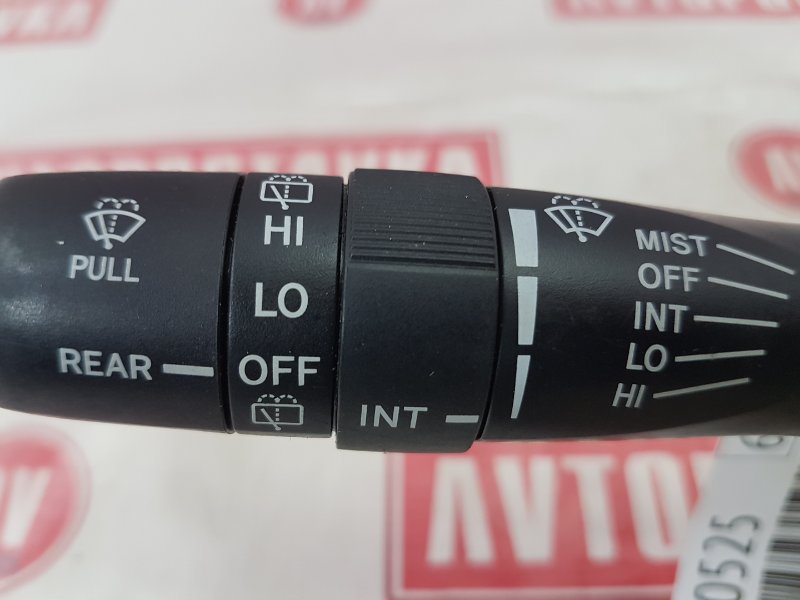 PULL
REAR
HI
LO
OFF
INT
MIST
OFF
INT
LO
HI
AVTO
0525